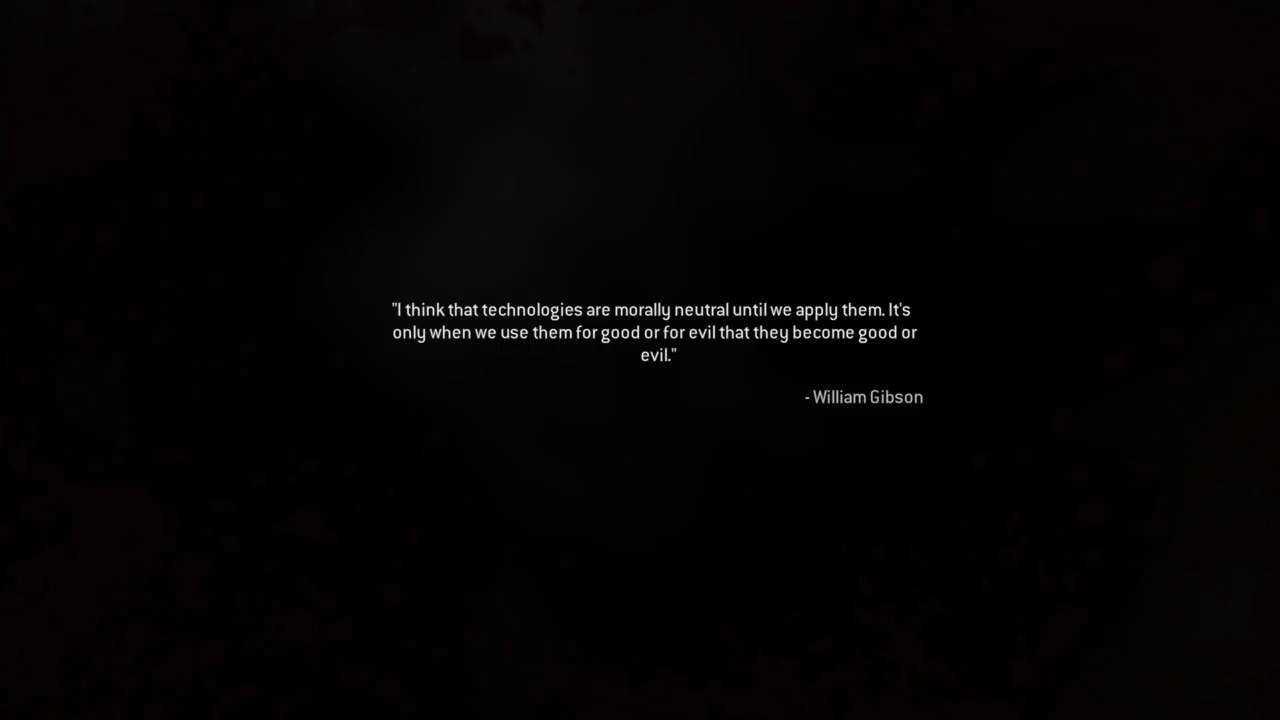 "I think that technologies are morally neutral until we apply them. It's
only when we use them for good or for evil that they become good or
evil."
- William Gibson